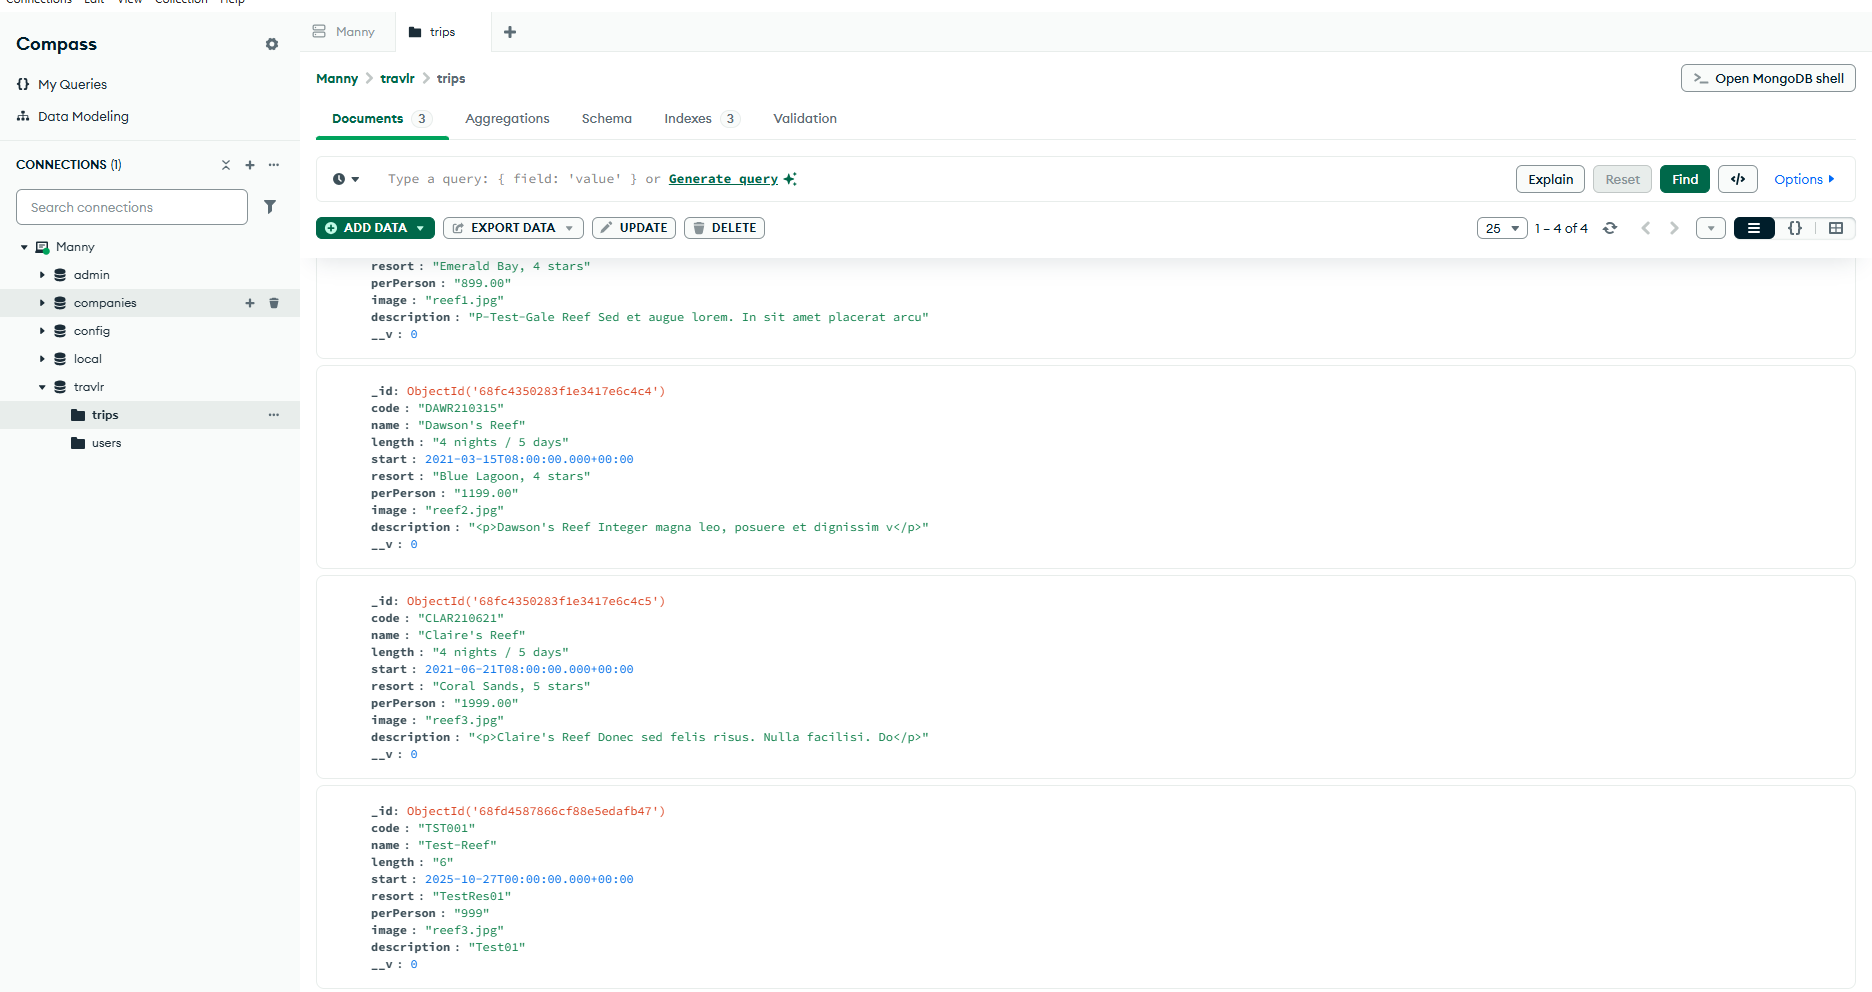 Connections Edit View Collection Help
Compass
My Queries
Data Modeling
CONNECTIONS (1)
Search connections
Manny
admin
companies
config
local
travlr
trips
users
Manny
trips
Manny > travlr > trips
Open MongoDB shell
Documents 3
Aggregations
Schema
Indexes 3
Validation
Type a query: { field: 'value' } or Generate query
Explain
Reset
Find
</>
Options
ADD DATA
EXPORT DATA
UPDATE
DELETE
25
1 – 4 of 4
resort : "Emerald Bay, 4 stars"
perPerson : "899.00"
image : "reef1.jpg"
description : "P-Test-Gale Reef Sed et augue lorem. In sit amet placerat arcu"
__v : 0
_id: ObjectId('68fc4350283f1e3417e6c4c4')
code : "DAWR210315"
name : "Dawson's Reef"
length : "4 nights / 5 days"
start : 2021-03-15T08:00:00.000+00:00
resort : "Blue Lagoon, 4 stars"
perPerson : "1199.00"
image : "reef2.jpg"
description : "<p>Dawson's Reef Integer magna leo, posuere et dignissim v</p>"
__v : 0
_id: ObjectId('68fc4350283f1e3417e6c4c5')
code : "CLAR210621"
name : "Claire's Reef"
length : "4 nights / 5 days"
start : 2021-06-21T08:00:00.000+00:00
resort : "Coral Sands, 5 stars"
perPerson : "1999.00"
image : "reef3.jpg"
description : "<p>Claire's Reef Donec sed felis risus. Nulla facilisi. Do</p>"
__v : 0
_id: ObjectId('68fd4587866cf88e5edafb47')
code : "TST001"
name : "Test-Reef"
length : "6"
start : 2025-10-27T00:00:00.000+00:00
resort : "TestRes01"
perPerson : "999"
image : "reef3.jpg"
description : "Test01"
__v : 0